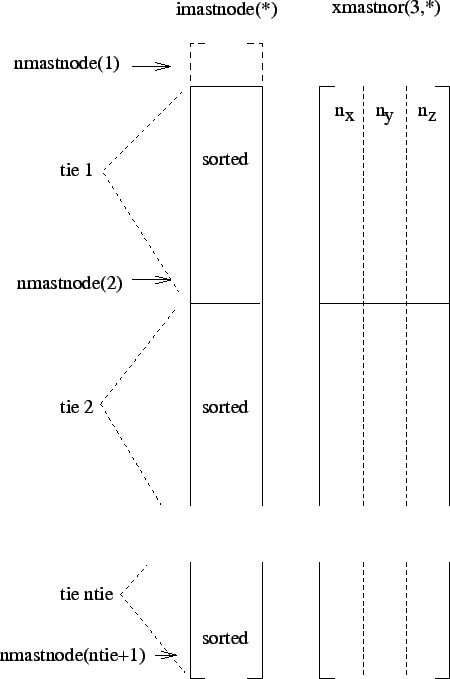 imastnode(*) xmastnor(3,*)
nmastnode(1)
n_x n_y n_z
sorted
tie 1
nmastnode(2)
tie 2 sorted
tie ntie
sorted
nmastnode(ntie+1)